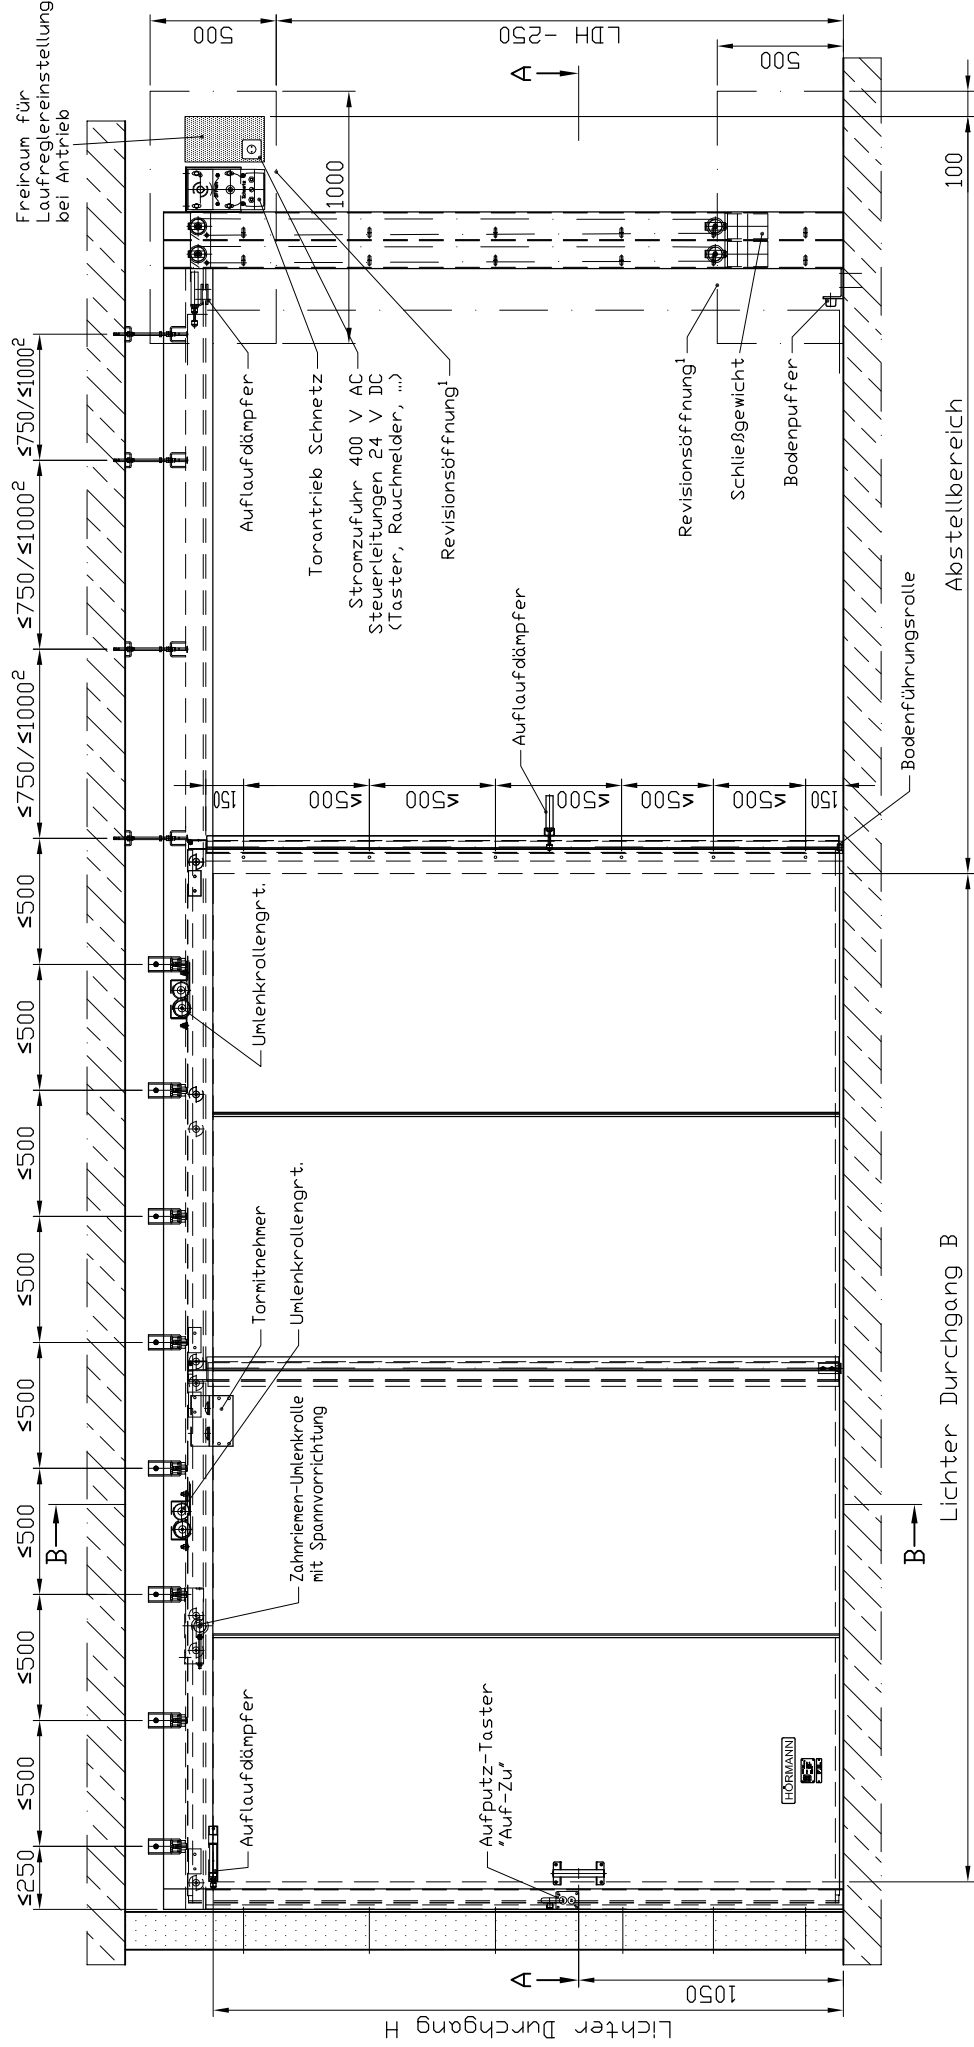 ≤250
≤500
≤500
≤500
≤500
≤500
≤500
≤500
≤500
≤750/≤1000²
≤750/≤1000²
≤750/≤1000²
Freiraum für
Laufreglereinstellung
bei Antrieb
500
LDH -250
500
A
1000
100
B
Auflaufdämpfer
Zahnriemen-Umlenkrolle
mit Spannvorrichtung
Tormitnehmer
Umlenkrollengrt.
Umlenkrollengrt.
Auflaufdämpfer
Torantrieb Schnetz
Stromzufuhr 400 V AC
Steuerleitungen 24 V DC
(Taster, Rauchmelder, ...)
Revisionsöffnung¹
150
≤500
≤500
≤500
≤500
≤500
150
Auflaufdämpfer
Revisionsöffnung¹
Schließgewicht
Bodenpuffer
Aufputz-Taster
"Auf-Zu"
HÖRMANN
Bodenführungsrolle
A
1050
Lichter Durchgang H
B
Lichter Durchgang B
Abstellbereich